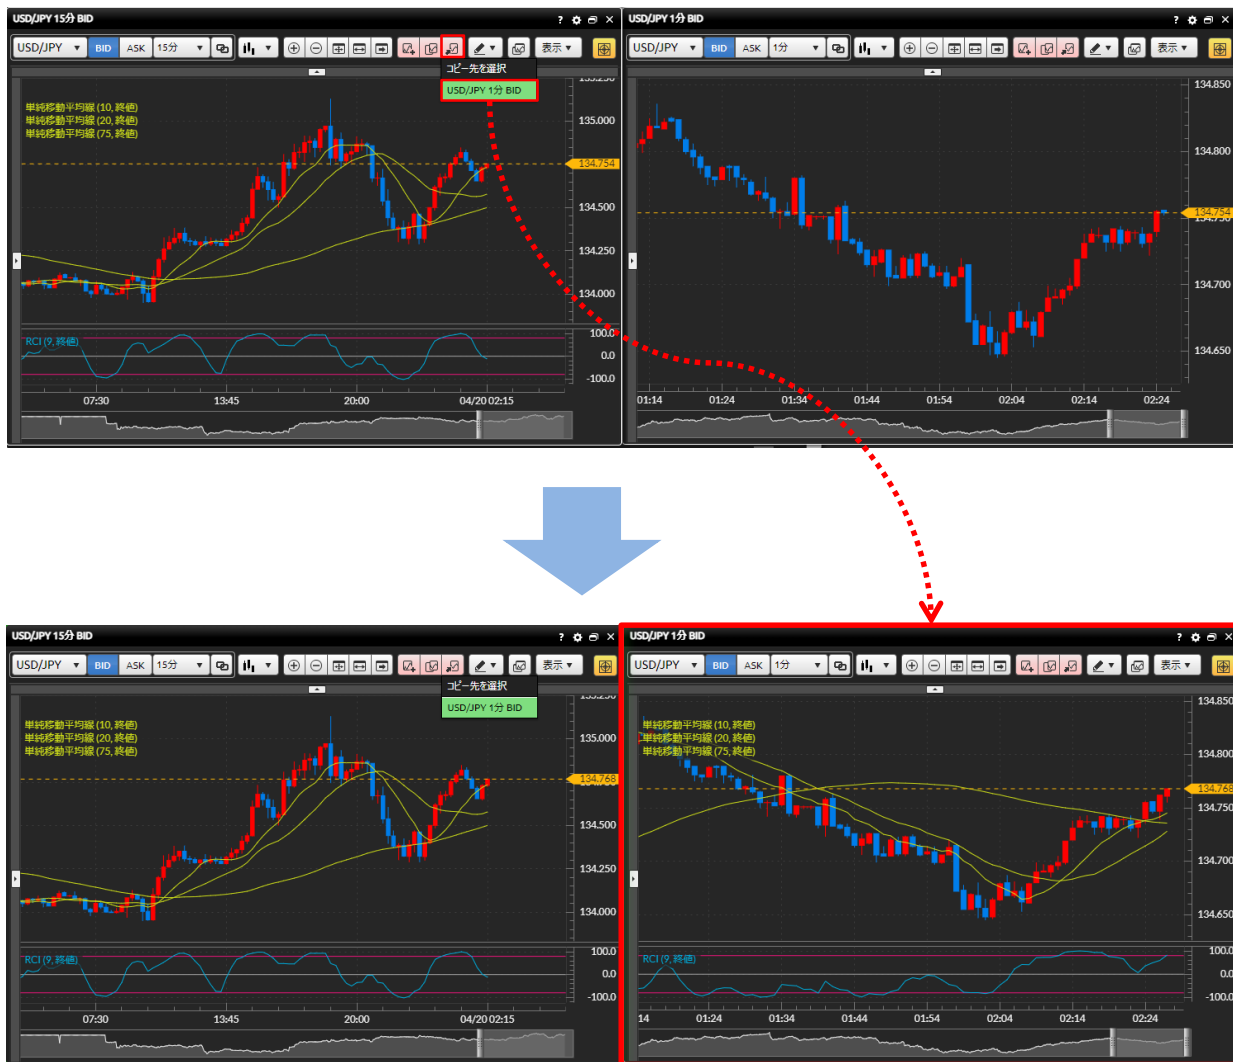 USD/JPY 15分 BID
?
USD/JPY BID ASK 15分 表示
コピー先を選択
USD/JPY 1分 BID
単純移動平均線 (10, 終値)
単純移動平均線 (20, 終値)
単純移動平均線 (75, 終値)
135.000
134.754
134.500
134.250
134.000
RCI (9, 終値)
100.0
0.0
-100.0
07:30 13:45 20:00 04/20 02:15
USD/JPY 1分 BID
?
USD/JPY BID ASK 1分 表示
134.850
134.800
134.754
134.750
134.700
134.650
01:14 01:24 01:34 01:44 01:54 02:04 02:14 02:24
USD/JPY 15分 BID
?
USD/JPY BID ASK 15分 表示
コピー先を選択
USD/JPY 1分 BID
単純移動平均線 (10, 終値)
単純移動平均線 (20, 終値)
単純移動平均線 (75, 終値)
135.000
134.768
134.500
134.250
134.000
RCI (9, 終値)
100.0
0.0
-100.0
07:30 13:45 20:00 04/20 02:15
USD/JPY 1分 BID
?
USD/JPY BID ASK 1分 表示
単純移動平均線 (10, 終値)
単純移動平均線 (20, 終値)
単純移動平均線 (75, 終値)
134.850
134.800
134.768
134.750
134.700
134.650
RCI (9, 終値)
100.0
0.0
-100.0
14 01:24 01:34 01:44 01:54 02:04 02:14 02:24